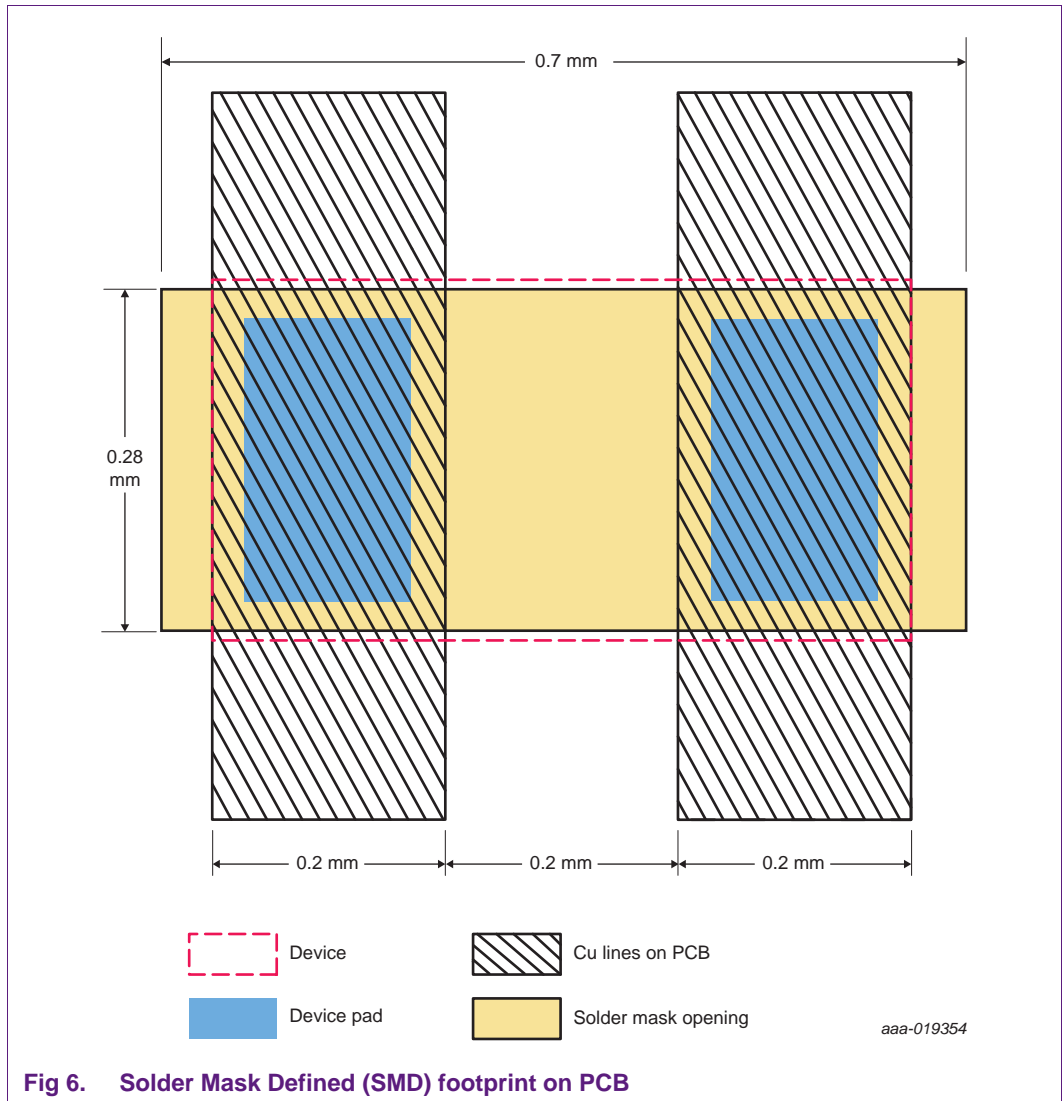 0.7 mm
0.28
mm
0.2 mm
0.2 mm
0.2 mm
Device
Cu lines on PCB
Device pad
Solder mask opening
aaa-019354
Fig 6. Solder Mask Defined (SMD) footprint on PCB